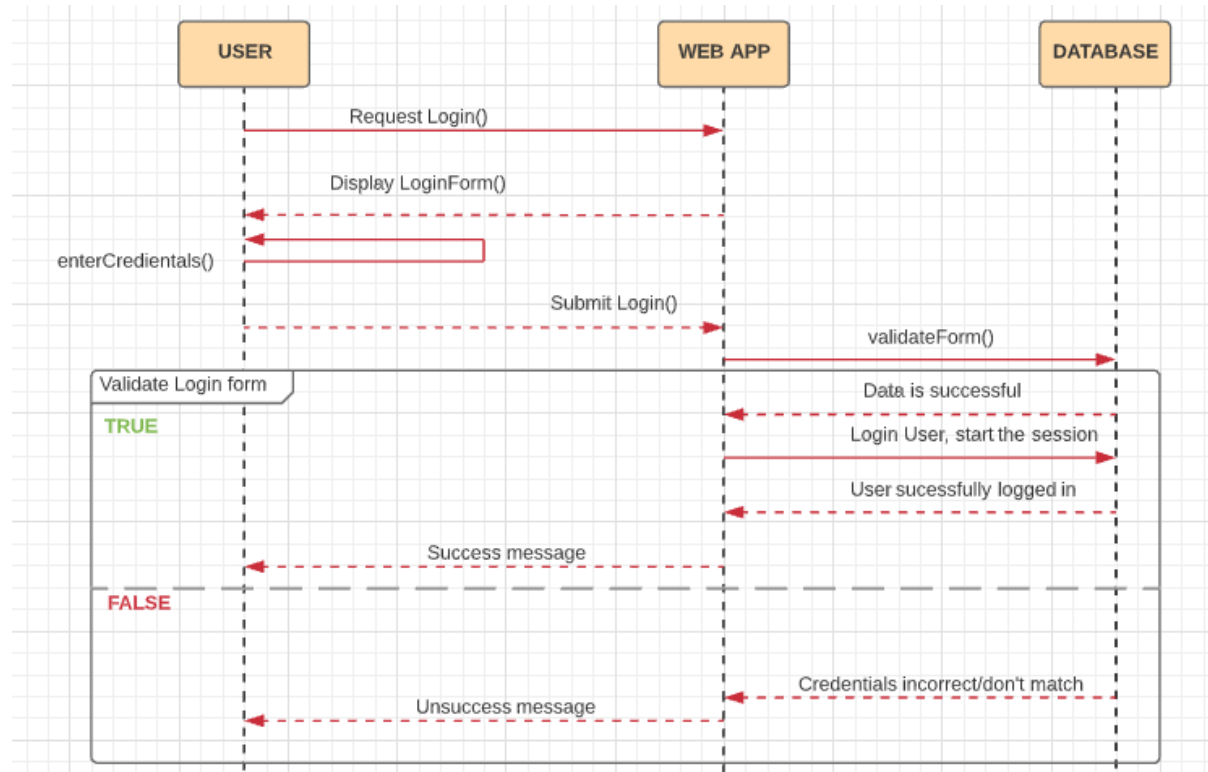 USER
WEB APP
DATABASE
Request Login()
Display LoginForm()
enterCredientals()
Submit Login()
validateForm()
Validate Login form
Data is successful
TRUE
Login User, start the session
User sucessfully logged in
Success message
FALSE
Credentials incorrect/don't match
Unsuccess message